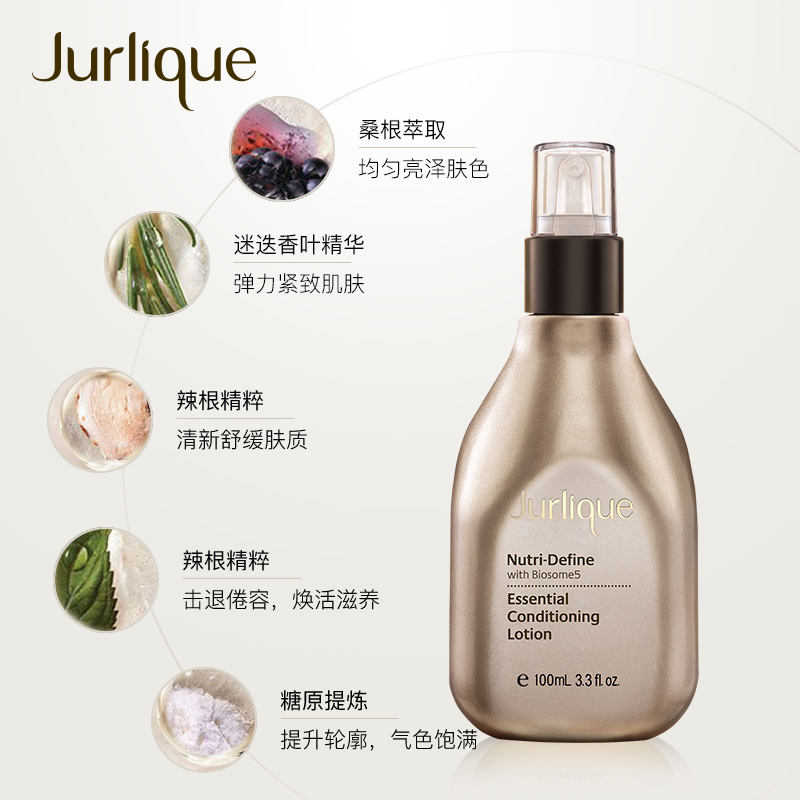 Jurlique
桑根萃取
均匀亮泽肤色
迷迭香叶精华
弹力紧致肌肤
辣根精粹
清新舒缓肤质
辣根精粹
击退倦容，焕活滋养
糖原提炼
提升轮廓，气色饱满
Jurlique
Nutri-Define
with Biosome5
Essential
Conditioning
Lotion
e 100mL 3.3 fl. oz.